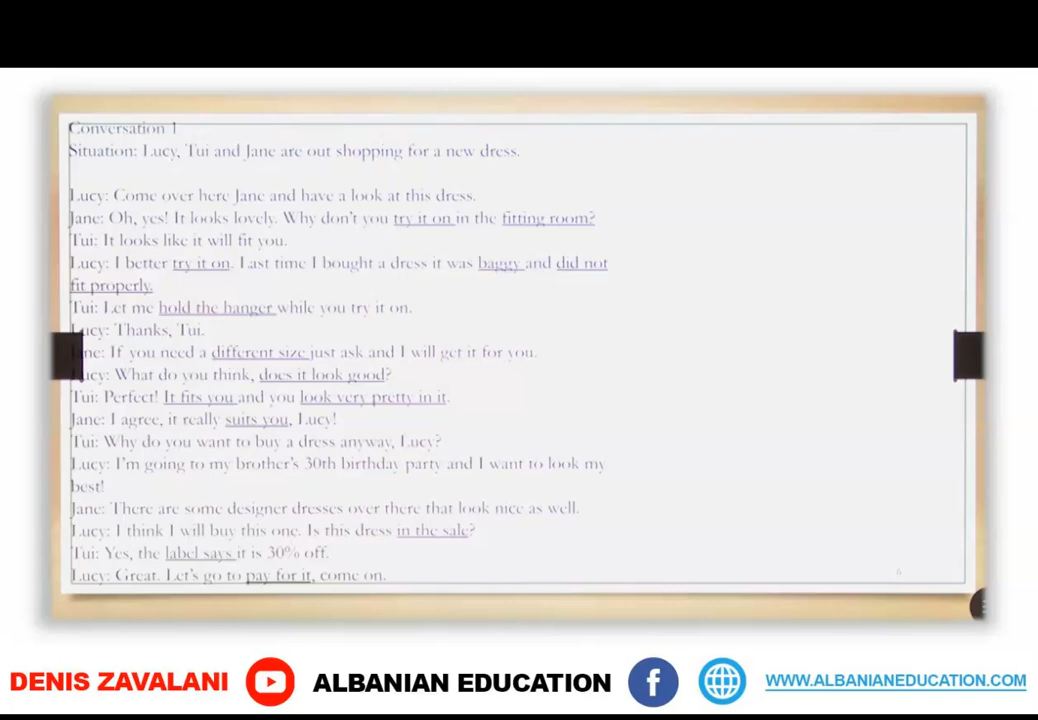 Conversation 1
Situation: Lucy, Tui and Jane are out shopping for a new dress.
Lucy: Come over here Jane and have a look at this dress.
Jane: Oh, yes! It looks lovely. Why don't you try it on in the fitting room?
Tui: It looks like it will fit you.
Lucy: I better try it on. Last time I bought a dress it was baggy and did not
fit properly.
Tui: Let me hold the hanger while you try it on.
Lucy: Thanks, Tui.
Jane: If you need a different size just ask and I will get it for you.
Lucy: What do you think, does it look good?
Tui: Perfect! It fits you and you look very pretty in it.
Jane: I agree, it really suits you, Lucy!
Tui: Why do you want to buy a dress anyway, Lucy?
Lucy: I'm going to my brother's 30th birthday party and I want to look my
best!
Jane: There are some designer dresses over there that look nice as well.
Lucy: I think I will buy this one. Is this dress in the sale?
Tui: Yes, the label says it is 30% off.
Lucy: Great. Let's go to pay for it, come on.
6
DENIS ZAVALANI ALBANIAN EDUCATION WWW.ALBANIANEDUCATION.COM